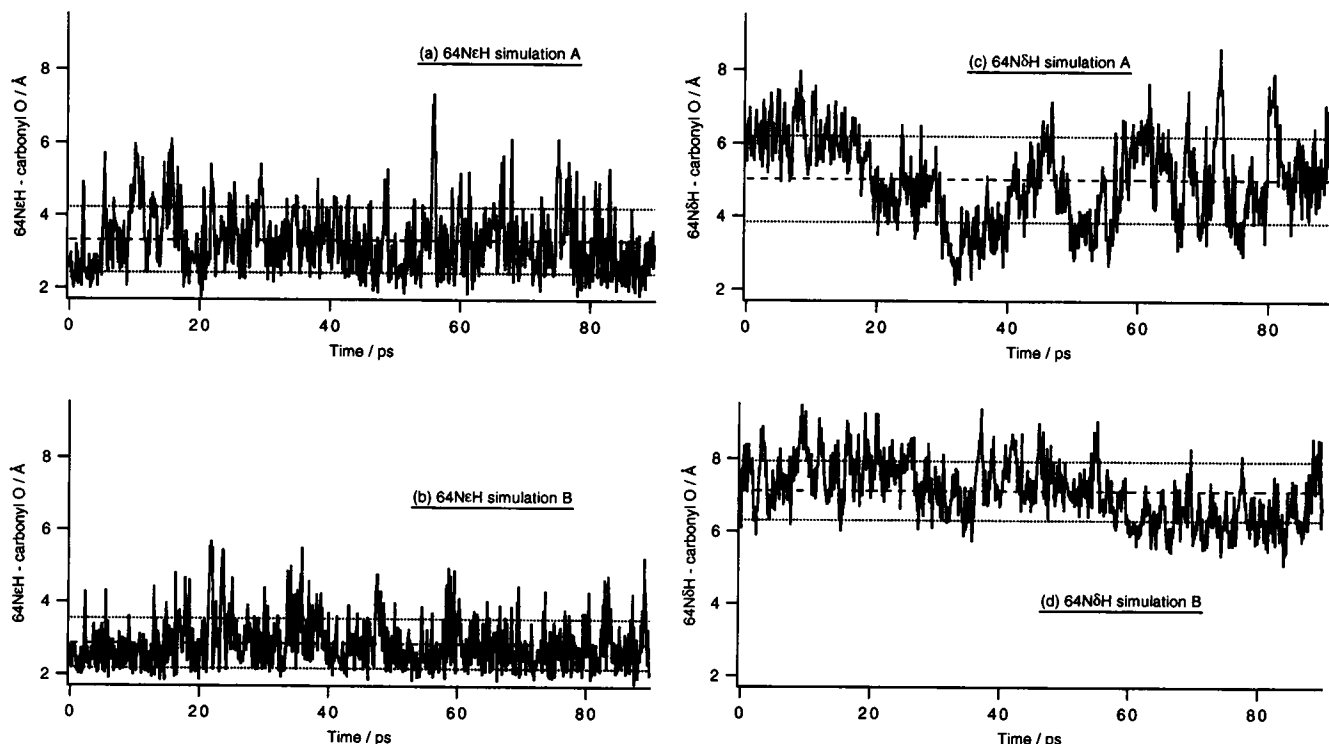 (a) 64NεH simulation A
64NεH - carbonyl O / Å
8
6
4
2
0 20 40 60 80
Time / ps
(c) 64NδH simulation A
64NδH - carbonyl O / Å
8
6
4
2
0 20 40 60 80
Time / ps
(b) 64NεH simulation B
64NεH - carbonyl O / Å
8
6
4
2
0 20 40 60 80
Time / ps
(d) 64NδH simulation B
64NδH - carbonyl O / Å
8
6
4
2
0 20 40 60 80
Time / ps